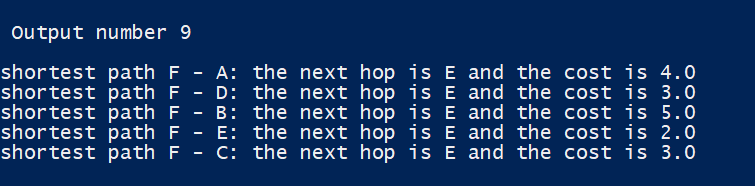 Output number 9
shortest path F - A: the next hop is E and the cost is 4.0
shortest path F - D: the next hop is E and the cost is 3.0
shortest path F - B: the next hop is E and the cost is 5.0
shortest path F - E: the next hop is E and the cost is 2.0
shortest path F - C: the next hop is E and the cost is 3.0